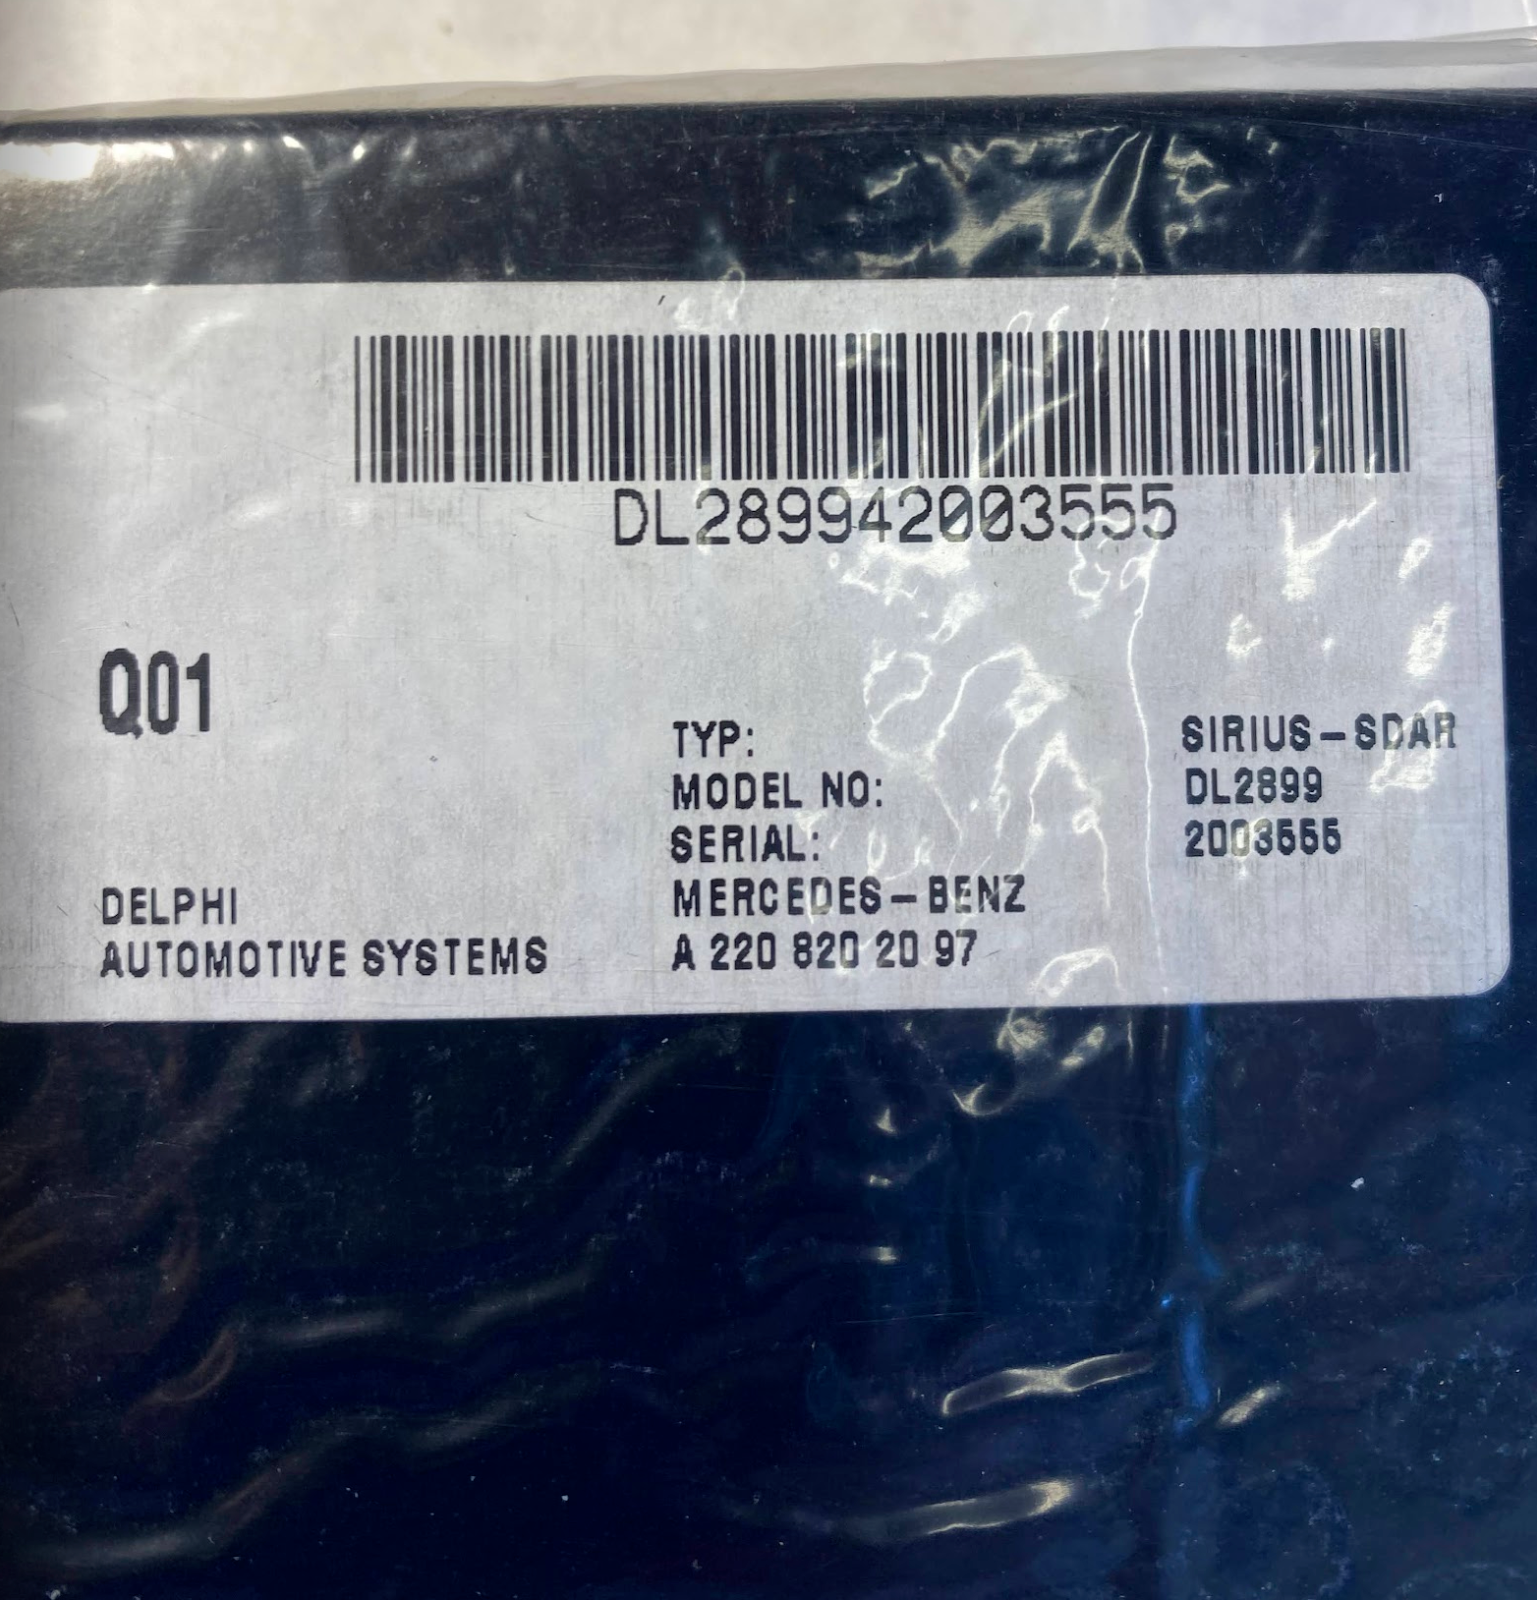 DL289942003555
Q01
TYP: SIRIUS-SDAR
MODEL NO: DL2899
SERIAL: 2003555
DELPHI
AUTOMOTIVE SYSTEMS
MERCEDES-BENZ
A 220 820 20 97